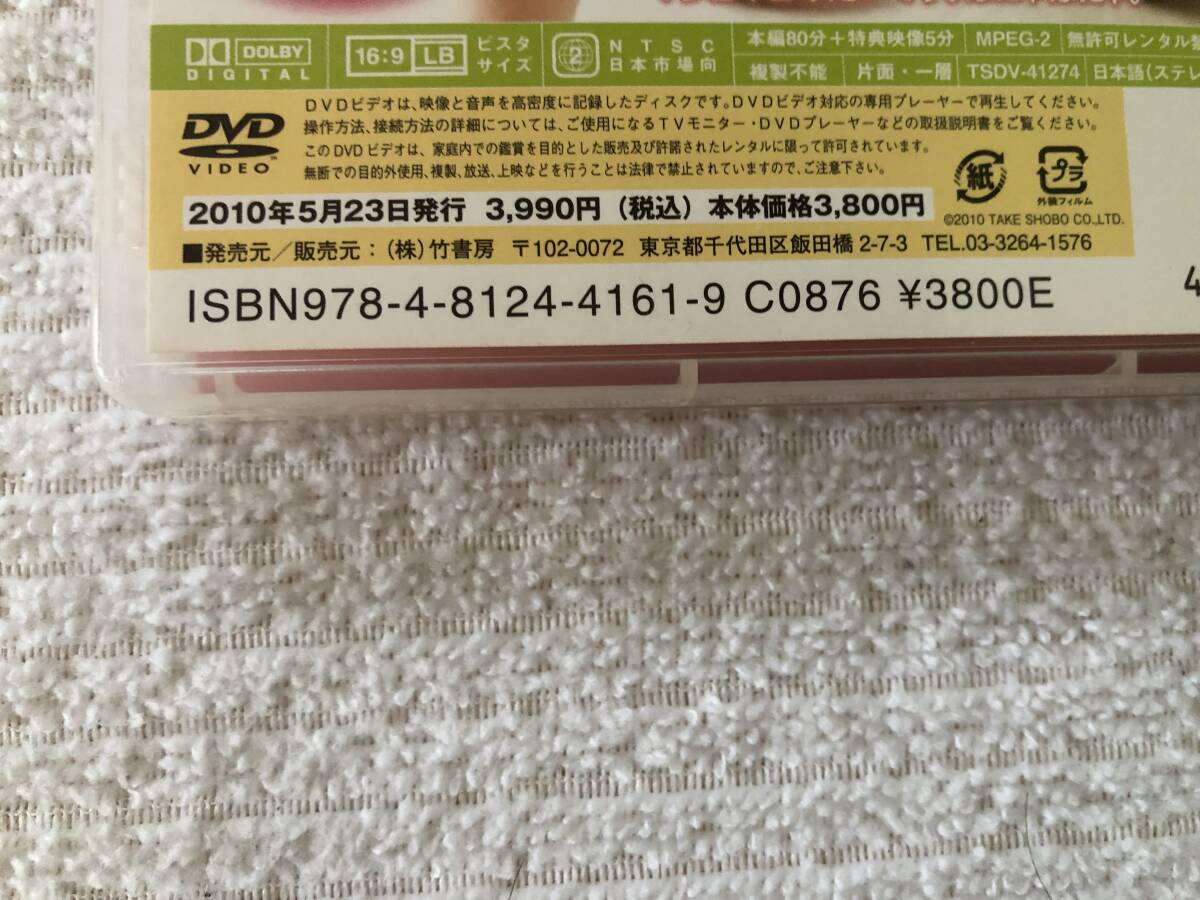 DOLBY
DIGITAL
16:9 LB
ビスタ
サイズ
2
NTSC
日本市場向
本編80分+特典映像5分 MPEG-2 無許可レンタル
複製不能 片面・一層 TSDV-41274 日本語(ステレ
DVD
VIDEO
DVDビデオは、映像と音声を高密度に記録したディスクです。DVDビデオ対応の専用プレーヤーで再生してください。
操作方法、接続方法の詳細については、ご使用になるTVモニター・DVDプレーヤーなどの取扱説明書をご覧ください。
このDVDビデオは、家庭内での鑑賞を目的とした販売及び許諾されたレンタルに限って許可されています。
無断での目的外使用、複製、放送、上映などを行うことは法律で禁止されていますので、ご注意下さい。
紙
プラ
外装フィルム
2010年5月23日発行 3,990円(税込)本体価格3,800円
©2010 TAKE SHOBO CO.,LTD.
■発売元/販売元:(株)竹書房 〒102-0072 東京都千代田区飯田橋2-7-3 TEL.03-3264-1576
ISBN978-4-8124-4161-9 C0876 ¥3800E
4